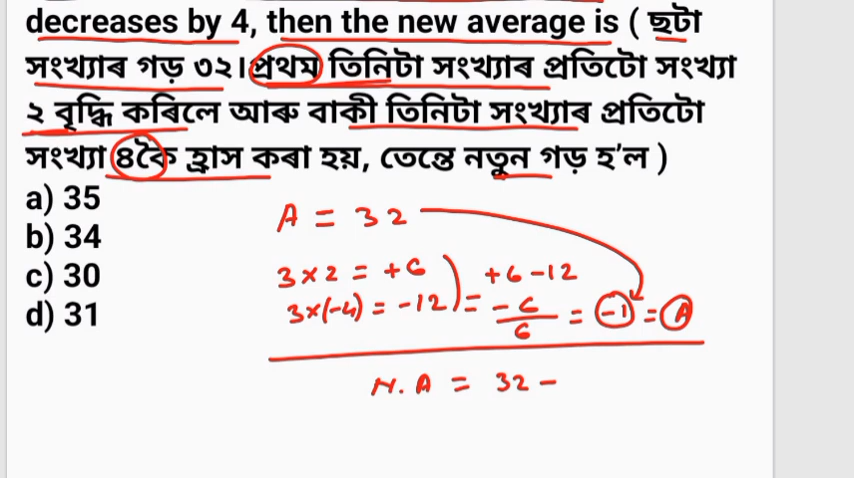 decreases by 4, then the new average is ( ছটা
সংখ্যাৰ গড় ৩২। প্ৰথম তিনিটা সংখ্যাৰ প্ৰতিটো সংখ্যা
২ বৃদ্ধি কৰিলে আৰু বাকী তিনিটা সংখ্যাৰ প্ৰতিটো
সংখ্যা ৪কৈ হ্ৰাস কৰা হয়, তেন্তে নতুন গড় হ'ল )
a) 35
b) 34
c) 30
d) 31
A = 32
3 x 2 = +6
3x(-4) = -12 ) = +6 -12
-6/6 = -1 = A
N. A = 32 -